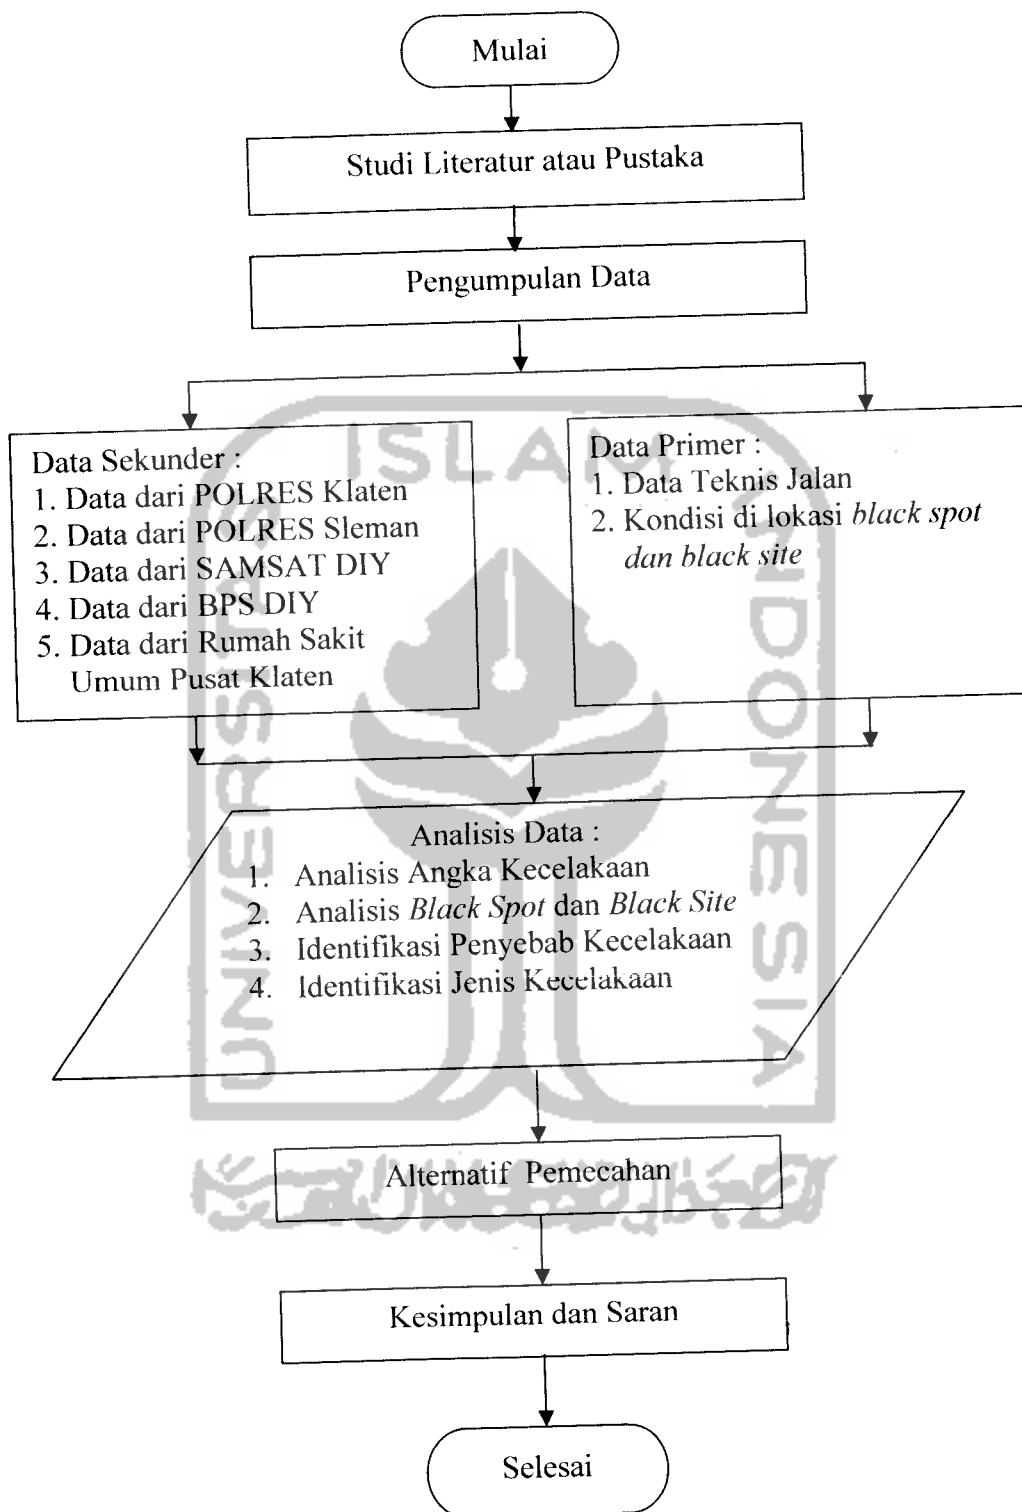 Mulai
Studi Literatur atau Pustaka
Pengumpulan Data
Data Sekunder :
1. Data dari POLRES Klaten
2. Data dari POLRES Sleman
3. Data dari SAMSAT DIY
4. Data dari BPS DIY
5. Data dari Rumah Sakit
Umum Pusat Klaten
Data Primer :
1. Data Teknis Jalan
2. Kondisi di lokasi black spot
dan black site
Analisis Data :
1. Analisis Angka Kecelakaan
2. Analisis Black Spot dan Black Site
3. Identifikasi Penyebab Kecelakaan
4. Identifikasi Jenis Kecelakaan
Alternatif Pemecahan
Kesimpulan dan Saran
Selesai
UNIVERSITAS
ISLAM
INDONESIA